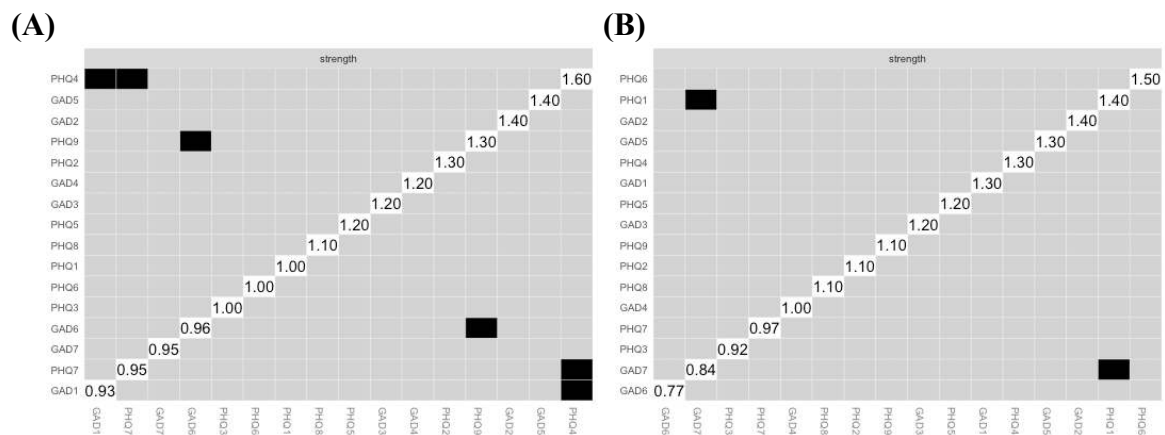 (A)
strength
PHQ4 1.60
GAD5 1.40
GAD2 1.40
PHQ9 1.30
PHQ2 1.30
GAD4 1.20
GAD3 1.20
PHQ5 1.20
PHQ8 1.10
PHQ1 1.00
PHQ6 1.00
PHQ3 1.00
GAD6 0.96
GAD7 0.95
PHQ7 0.95
GAD1 0.93
GAD1 PHQ7 GAD7 GAD6 PHQ3 PHQ6 PHQ1 PHQ8 PHQ5 GAD3 GAD4 PHQ2 PHQ9 GAD2 GAD5 PHQ4
(B)
strength
PHQ6 1.50
PHQ1 1.40
GAD2 1.40
GAD5 1.30
PHQ4 1.30
GAD1 1.30
PHQ5 1.20
GAD3 1.20
PHQ9 1.10
PHQ2 1.10
PHQ8 1.10
GAD4 1.00
PHQ7 0.97
PHQ3 0.92
GAD7 0.84
GAD6 0.77
GAD6 GAD7 PHQ3 PHQ7 GAD4 PHQ8 PHQ2 PHQ9 GAD3 PHQ5 GAD1 PHQ4 GAD5 GAD2 PHQ1 PHQ6